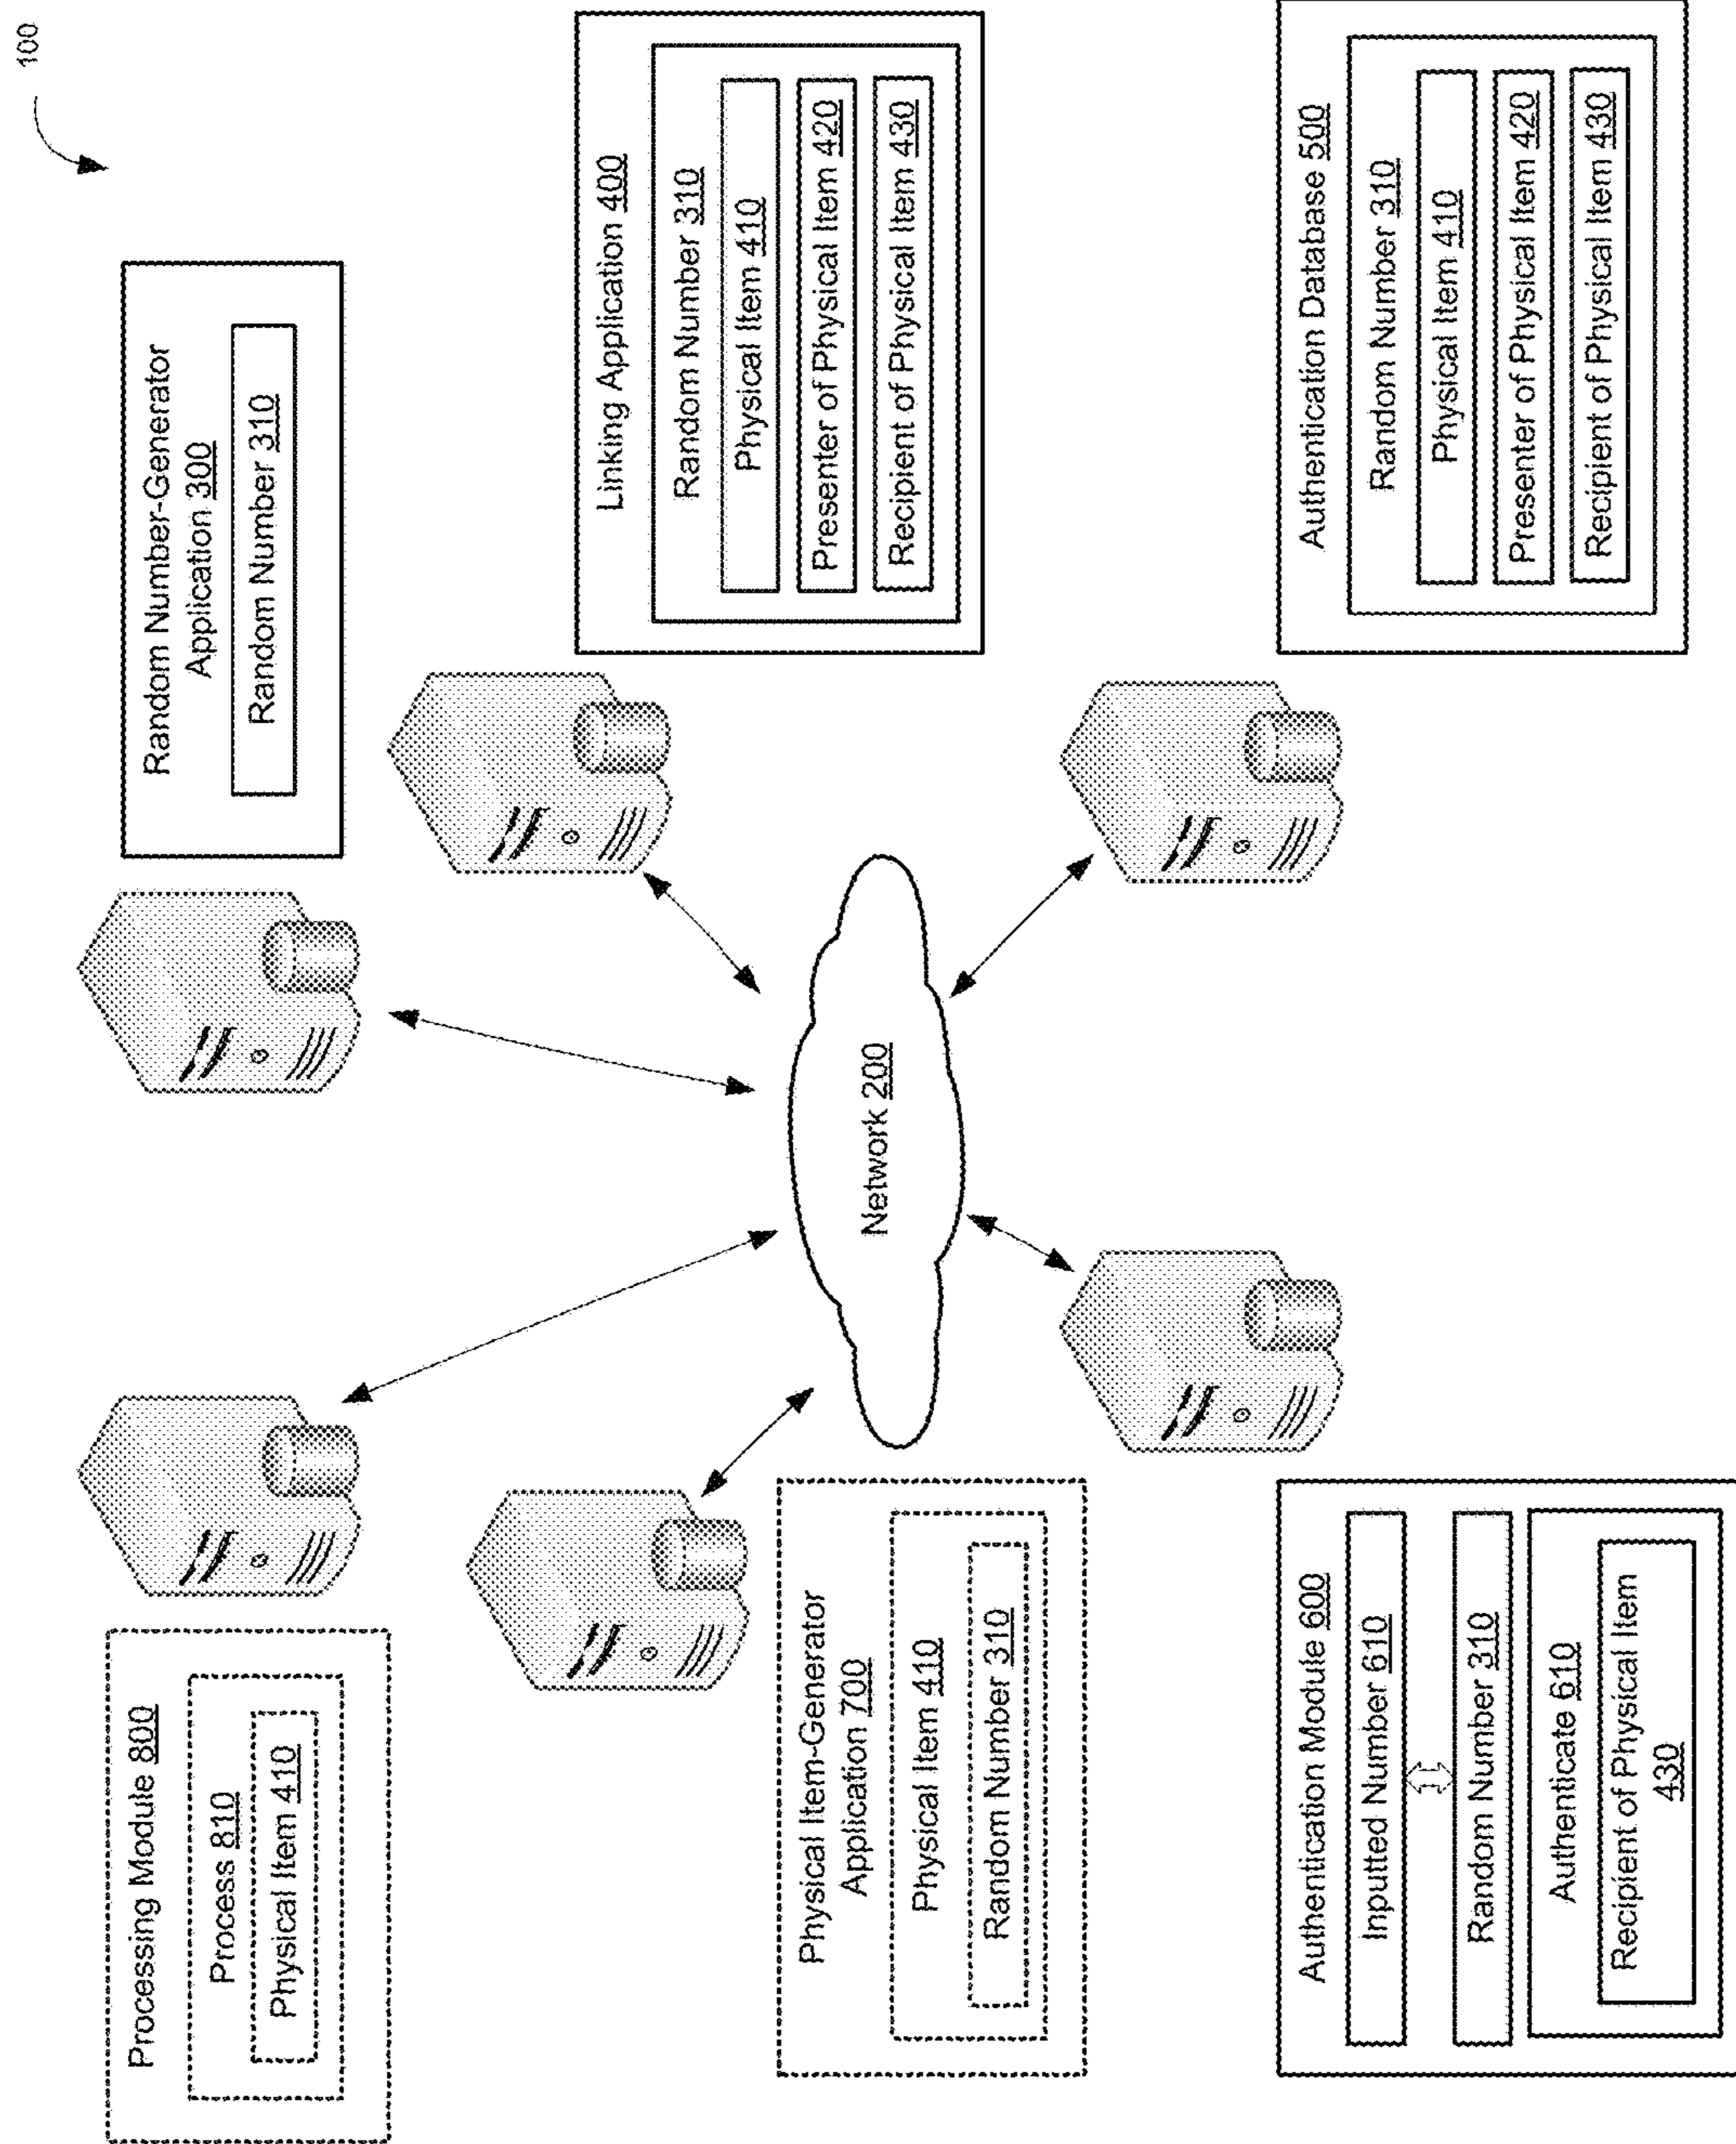 100
Processing Module 800
Process 810
Physical Item 410
Random Number-Generator
Application 300
Random Number 310
Physical Item-Generator
Application 700
Physical Item 410
Random Number 310
Network 200
Linking Application 400
Random Number 310
Physical Item 410
Presenter of Physical Item 420
Recipient of Physical Item 430
Authentication Module 600
Inputted Number 610
Random Number 310
Authenticate 610
Recipient of Physical Item
430
Authentication Database 500
Random Number 310
Physical Item 410
Presenter of Physical Item 420
Recipient of Physical Item 430